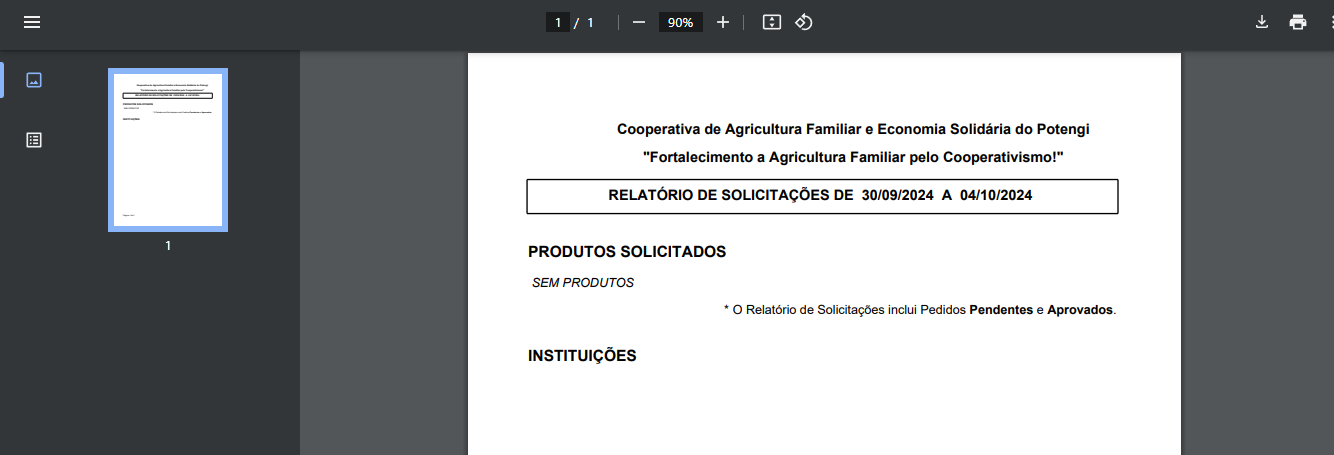 1 / 1
90%
1
Cooperativa de Agricultura Familiar e Economia Solidária do Potengi
"Fortalecimento a Agricultura Familiar pelo Cooperativismo!"
RELATÓRIO DE SOLICITAÇÕES DE 30/09/2024 A 04/10/2024
PRODUTOS SOLICITADOS
SEM PRODUTOS
* O Relatório de Solicitações inclui Pedidos Pendentes e Aprovados.
INSTITUIÇÕES